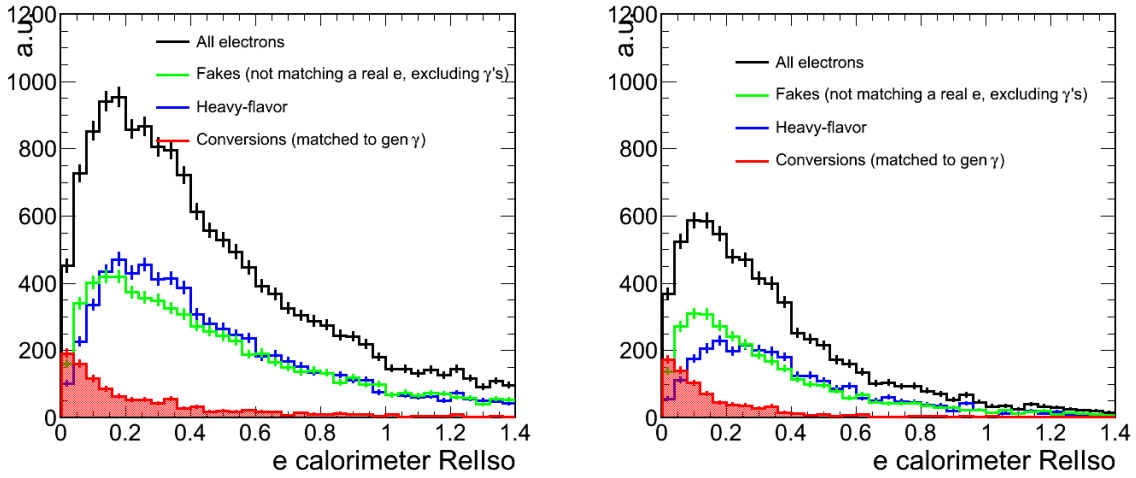 1200
a.u.
1000
800
600
400
200
0
All electrons
Fakes (not matching a real e, excluding γ's)
Heavy-flavor
Conversions (matched to gen γ)
0 0.2 0.4 0.6 0.8 1 1.2 1.4
e calorimeter RelIso
1200
a.u.
1000
800
600
400
200
0
All electrons
Fakes (not matching a real e, excluding γ's)
Heavy-flavor
Conversions (matched to gen γ)
0 0.2 0.4 0.6 0.8 1 1.2 1.4
e calorimeter RelIso